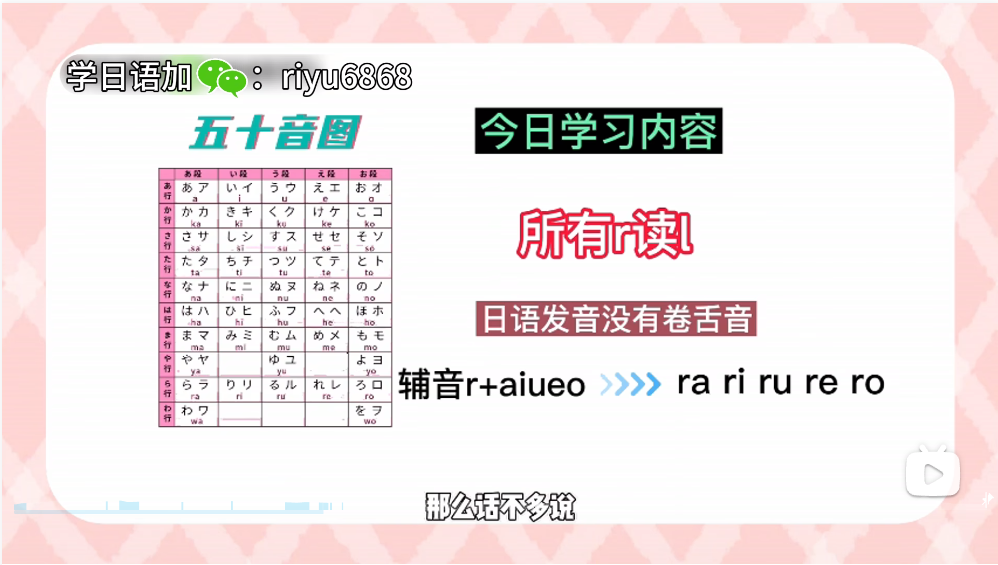 学日语加：riyu6868
五十音图
今日学习内容
所有r读l
日语发音没有卷舌音
辅音r+aiueo ra ri ru re ro
あ段 い段 う段 え段 お段
あ行 あ ア い イ う ウ え エ お オ
a i u e o
か行 か カ き キ く ク け ケ こ コ
ka ki ku ke ko
さ行 さ サ し シ す ス せ セ そ ソ
sa si su se so
た行 た タ ち チ つ ツ て テ と ト
ta ti tu te to
な行 な ナ に ニ ぬ ヌ ね ネ の ノ
na ni nu ne no
は行 は ハ ひ ヒ ふ フ へ ヘ ほ ホ
ha hi hu he ho
ま行 ま マ み ミ む ム め メ も モ
ma mi mu me mo
や行 や ヤ ゆ ユ よ ヨ
ya yu yo
ら行 ら ラ り リ る ル れ レ ろ ロ
ra ri ru re ro
わ行 わ ワ を ヲ
wa wo
那么话不多说